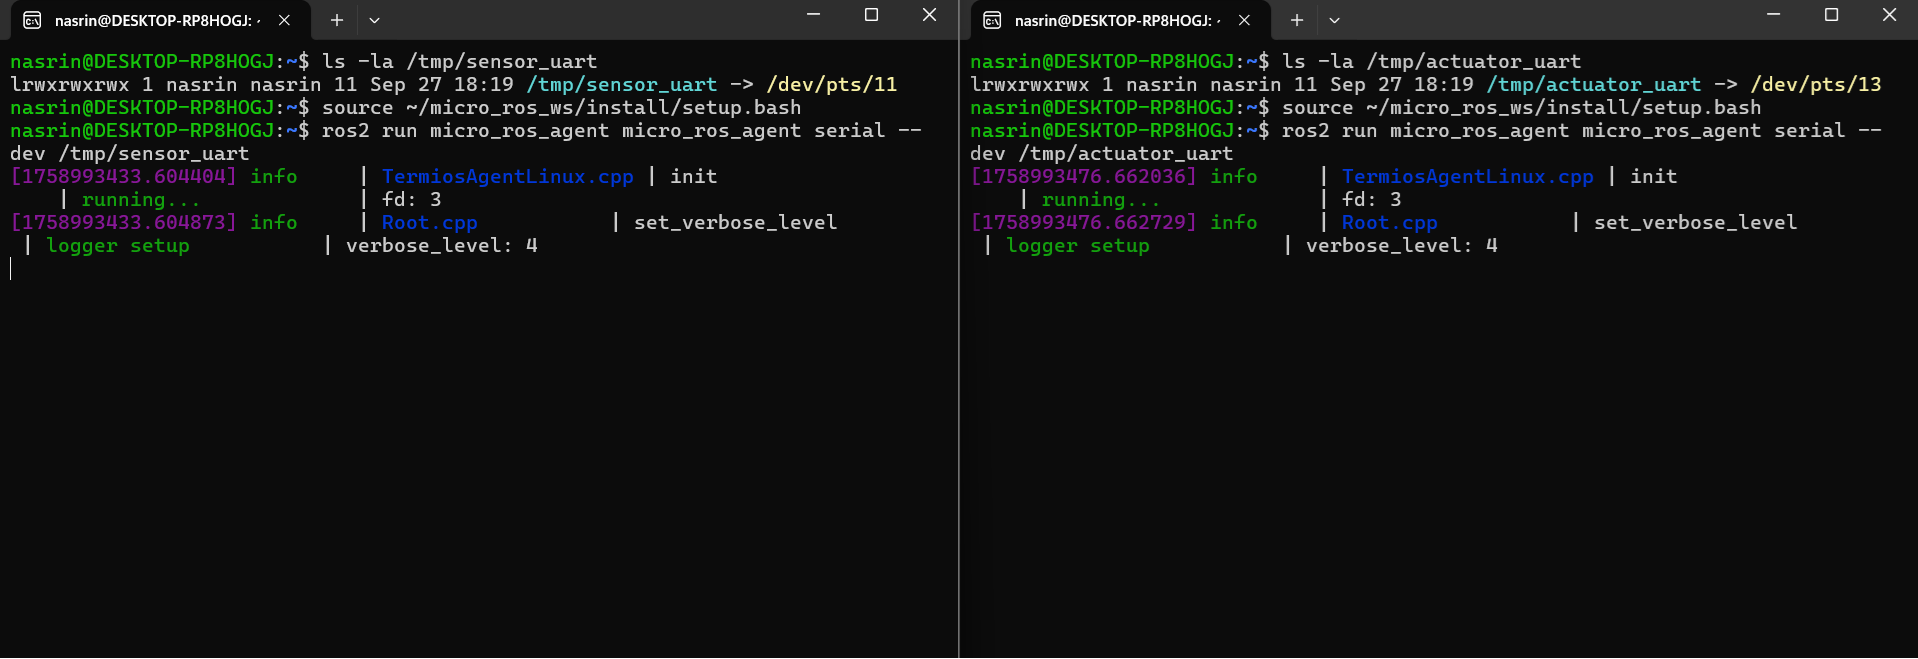 nasrin@DESKTOP-RP8HOGJ: ~
nasrin@DESKTOP-RP8HOGJ:~$ ls -la /tmp/sensor_uart
lrwxrwxrwx 1 nasrin nasrin 11 Sep 27 18:19 /tmp/sensor_uart -> /dev/pts/11
nasrin@DESKTOP-RP8HOGJ:~$ source ~/micro_ros_ws/install/setup.bash
nasrin@DESKTOP-RP8HOGJ:~$ ros2 run micro_ros_agent micro_ros_agent serial --
dev /tmp/sensor_uart
[1758993433.604404] info     | TermiosAgentLinux.cpp | init
    | running...             | fd: 3
[1758993433.604873] info     | Root.cpp           | set_verbose_level
 | logger setup           | verbose_level: 4
nasrin@DESKTOP-RP8HOGJ: ~
nasrin@DESKTOP-RP8HOGJ:~$ ls -la /tmp/actuator_uart
lrwxrwxrwx 1 nasrin nasrin 11 Sep 27 18:19 /tmp/actuator_uart -> /dev/pts/13
nasrin@DESKTOP-RP8HOGJ:~$ source ~/micro_ros_ws/install/setup.bash
nasrin@DESKTOP-RP8HOGJ:~$ ros2 run micro_ros_agent micro_ros_agent serial --
dev /tmp/actuator_uart
[1758993476.662036] info     | TermiosAgentLinux.cpp | init
    | running...             | fd: 3
[1758993476.662729] info     | Root.cpp           | set_verbose_level
 | logger setup           | verbose_level: 4